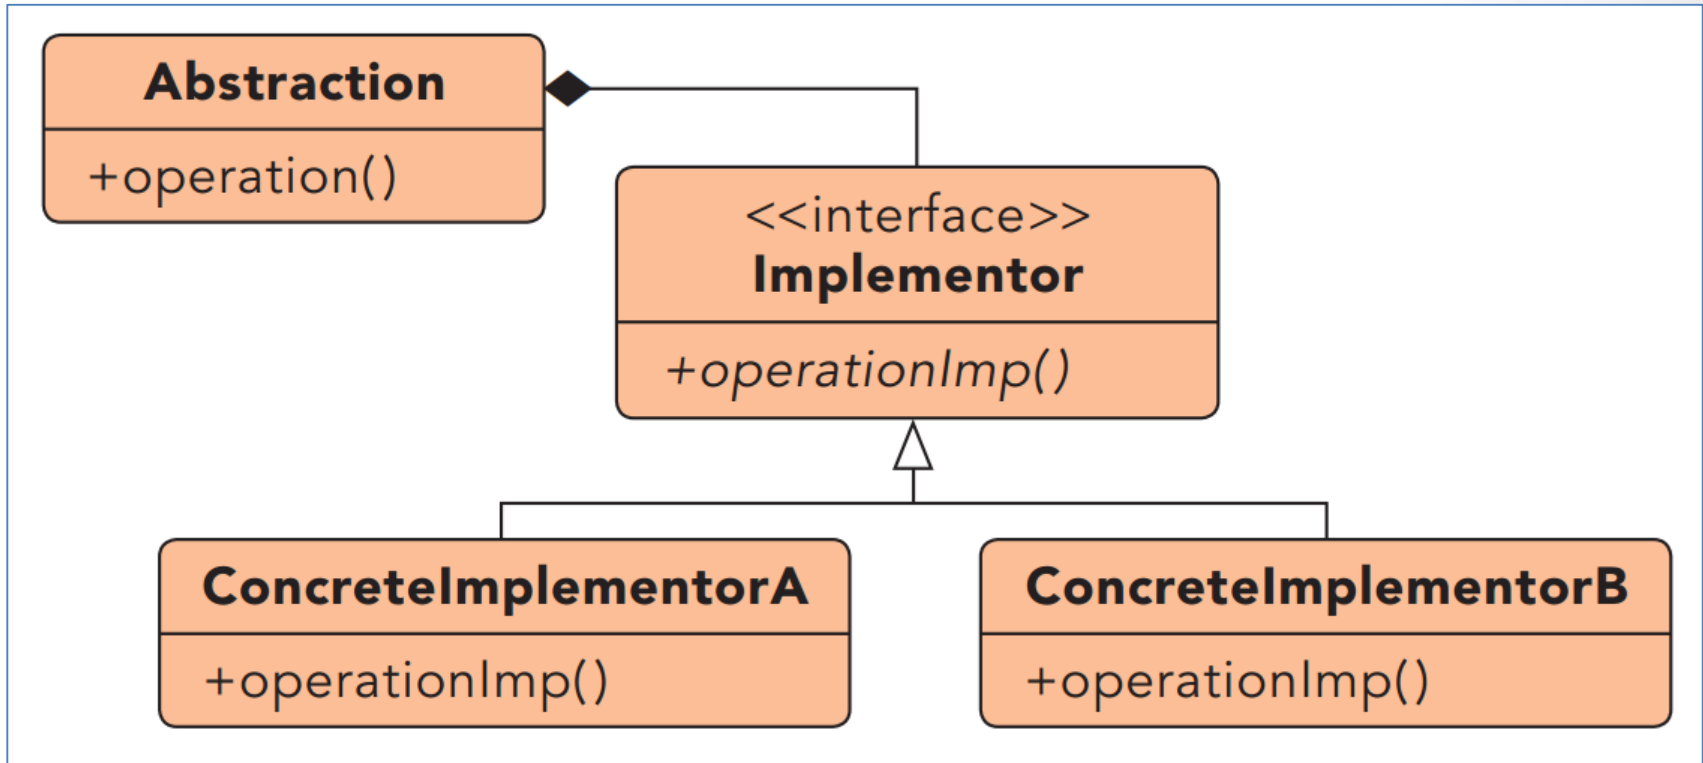 Abstraction
+operation()
<<interface>>
Implementor
+operationImp()
ConcreteImplementorA
+operationImp()
ConcreteImplementorB
+operationImp()